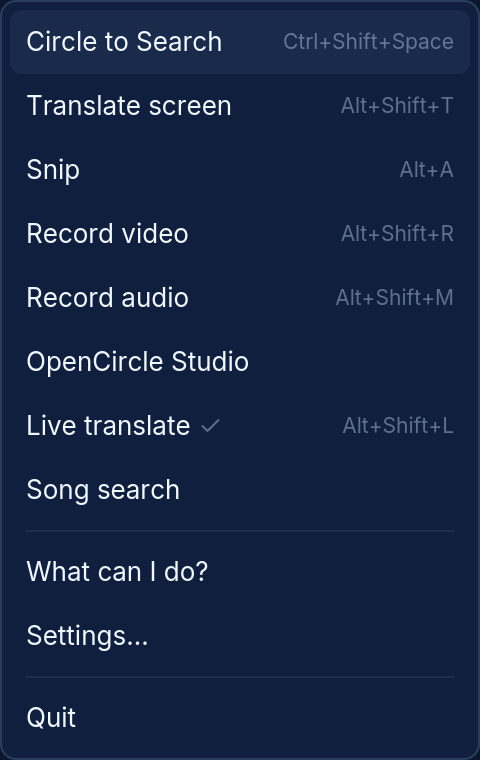 Circle to Search Ctrl+Shift+Space
Translate screen Alt+Shift+T
Snip Alt+A
Record video Alt+Shift+R
Record audio Alt+Shift+M
OpenCircle Studio
Live translate ✓ Alt+Shift+L
Song search
What can I do?
Settings...
Quit